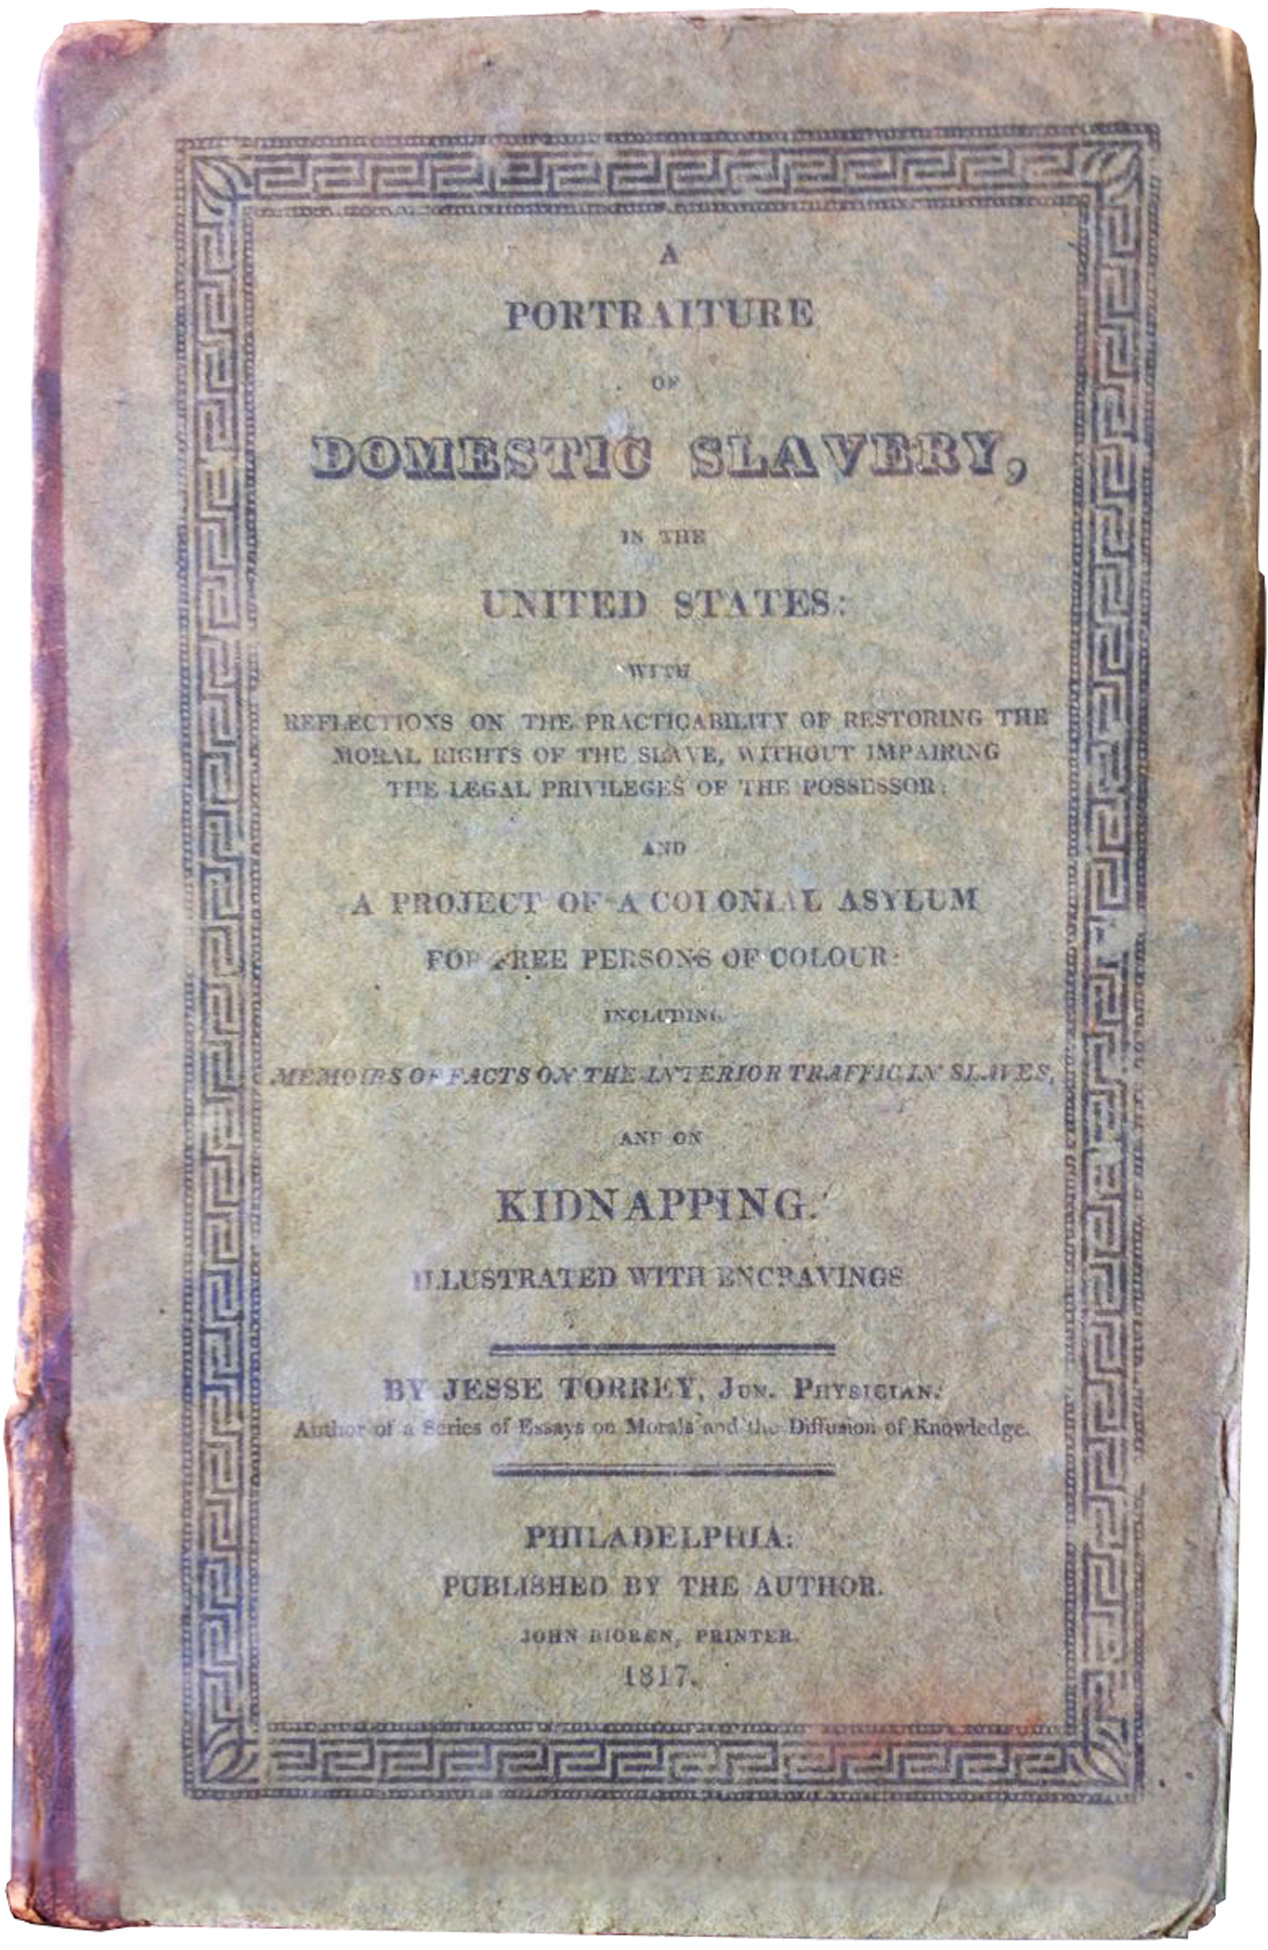 A
PORTRAITURE
OF
DOMESTIC SLAVERY,
IN THE
UNITED STATES:
WITH
REFLECTIONS ON THE PRACTICABILITY OF RESTORING THE
MORAL RIGHTS OF THE SLAVE, WITHOUT IMPAIRING
THE LEGAL PRIVILEGES OF THE POSSESSOR:
AND
A PROJECT OF A COLONIAL ASYLUM
FOR FREE PERSONS OF COLOUR:
INCLUDING
MEMOIRS OF FACTS ON THE INTERIOR TRAFFIC IN SLAVES,
AND ON
KIDNAPPING.
ILLUSTRATED WITH ENGRAVINGS
BY JESSE TORREY, Jun. Physician.
Author of a Series of Essays on Morals and the Diffusion of Knowledge.
PHILADELPHIA:
PUBLISHED BY THE AUTHOR.
JOHN BIOREN, PRINTER.
1817.